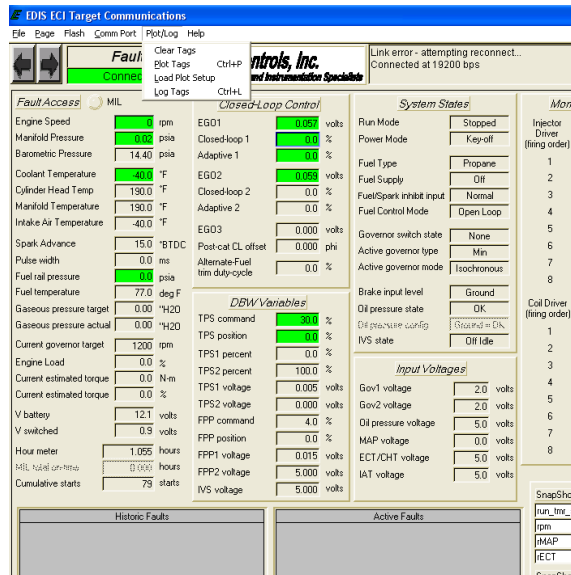 EDIS ECI Target Communications
File Page Flash Comm Port Plot/Log Help
Clear Tags
Plot Tags Ctrl+P
Load Plot Setup
Log Tags Ctrl+L
Link error - attempting reconnect...
Connected at 19200 bps
Fault Access MIL
Engine Speed 0 rpm
Manifold Pressure 0.02 psia
Barometric Pressure 14.40 psia
Coolant Temperature -40.0 °F
Cylinder Head Temp 190.0 °F
Manifold Temperature 190.0 °F
Intake Air Temperature -40.0 °F
Spark Advance 15.0 °BTDC
Pulse width 0.0 ms
Fuel rail pressure 0.0 psia
Fuel temperature 77.0 deg F
Gaseous pressure target 0.00 "H2O
Gaseous pressure actual 0.00 "H2O
Current governor target 1200 rpm
Engine Load 0.0 %
Current estimated torque 0.0 N-m
Current estimated torque 0.0 %
V battery 12.1 volts
V switched 0.9 volts
Hour meter 1.055 hours
MIL total on-time 0.000 hours
Cumulative starts 79 starts
Closed-Loop Control
EGO1 0.057 volts
Closed-loop 1 0.0 %
Adaptive 1 0.0 %
EGO2 0.059 volts
Closed-loop 2 0.0 %
Adaptive 2 0.0 %
EGO3 0.000 volts
Post-cat CL offset 0.000 phi
Alternate-Fuel
trim duty-cycle 0.0 %
DBW Variables
TPS command 30.0 %
TPS position 0.0 %
TPS1 percent 0.0 %
TPS2 percent 100.0 %
TPS1 voltage 0.005 volts
TPS2 voltage 0.000 volts
FPP command 4.0 %
FPP position 0.0 %
FPP1 voltage 0.015 volts
FPP2 voltage 5.000 volts
IVS voltage 5.000 volts
System States
Run Mode Stopped
Power Mode Key-off
Fuel Type Propane
Fuel Supply Off
Fuel/Spark inhibit input Normal
Fuel Control Mode Open Loop
Governor switch state None
Active governor type Min
Active governor mode Isochronous
Brake input level Ground
Oil pressure state OK
Oil pressure config Ground = OK
IVS state Off Idle
Input Voltages
Gov1 voltage 2.0 volts
Gov2 voltage 2.0 volts
Oil pressure voltage 5.0 volts
MAP voltage 0.0 volts
ECT/CHT voltage 5.0 volts
IAT voltage 5.0 volts
Injector
Driver
(firing order)
1
2
3
4
5
6
7
8
Coil Driver
(firing order)
1
2
3
4
5
6
7
8
Historic Faults
Active Faults
run_tmr_
rpm
rMAP
rECT